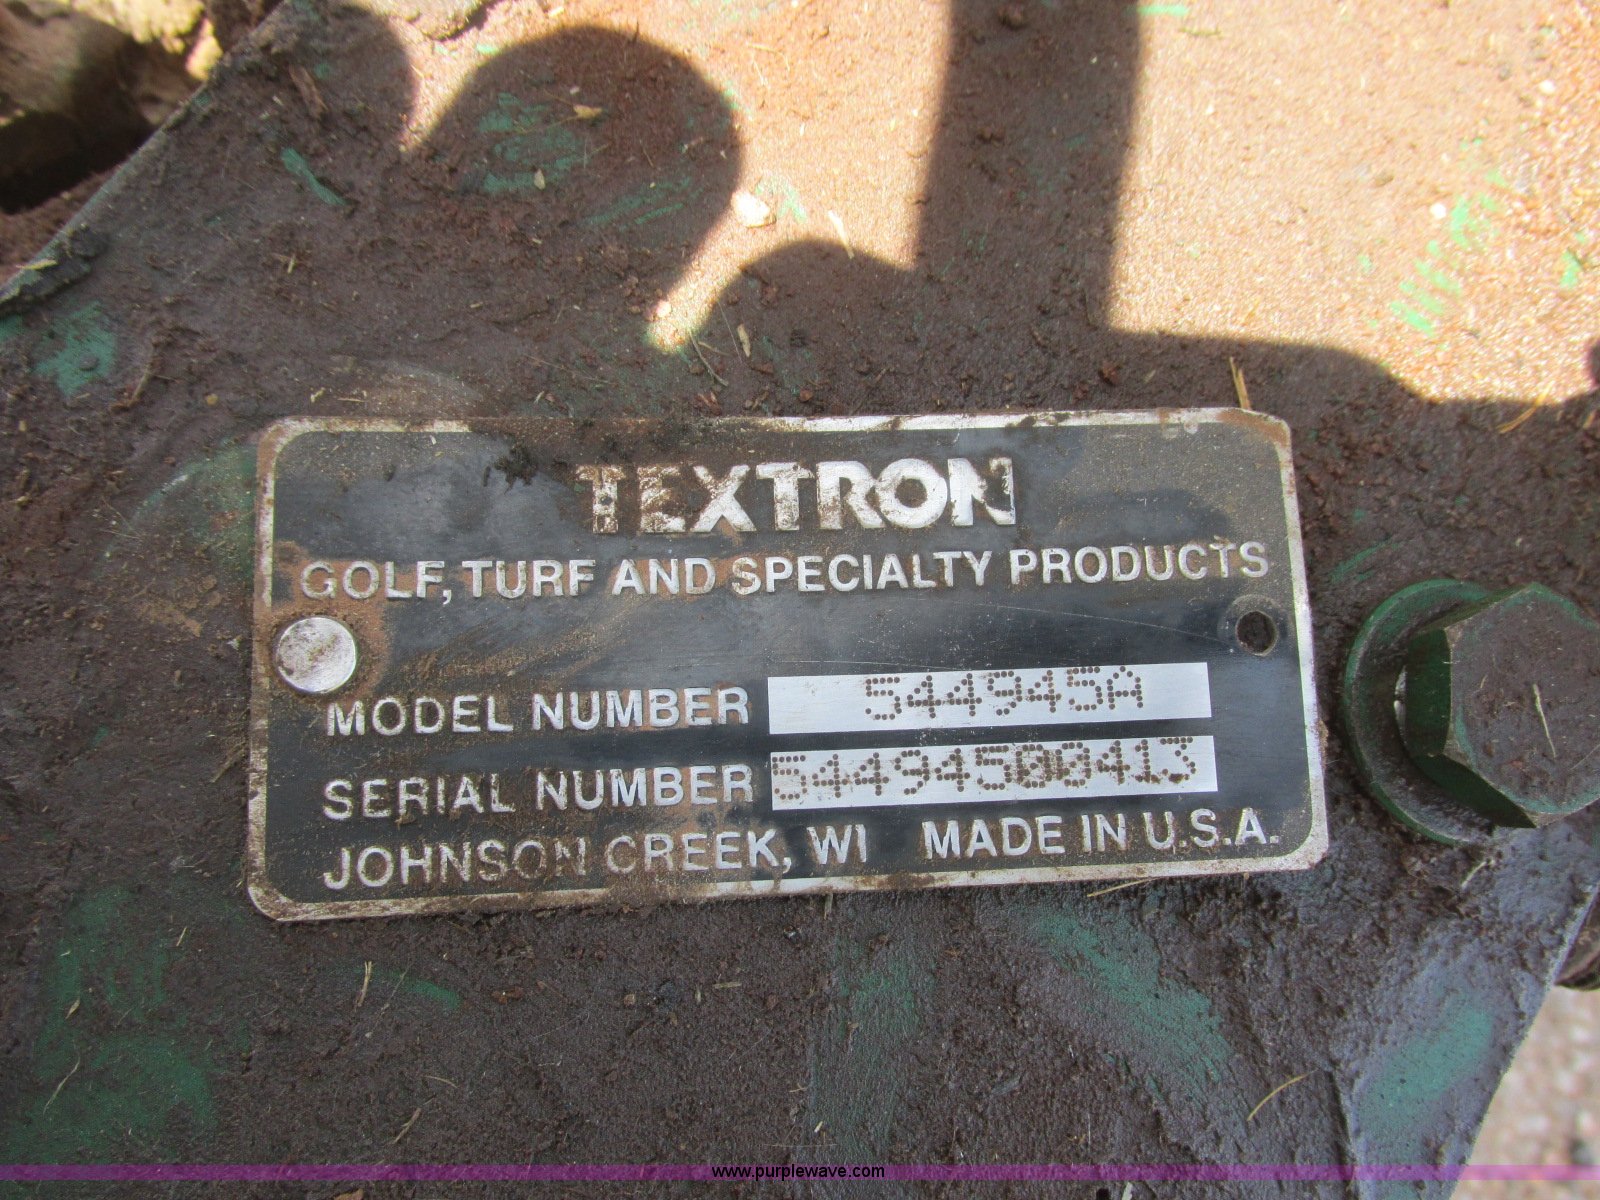 TEXTRON
GOLF, TURF AND SPECIALTY PRODUCTS
MODEL NUMBER 544945A
SERIAL NUMBER 54494500413
JOHNSON CREEK, WI MADE IN U.S.A.
www.purplewave.com